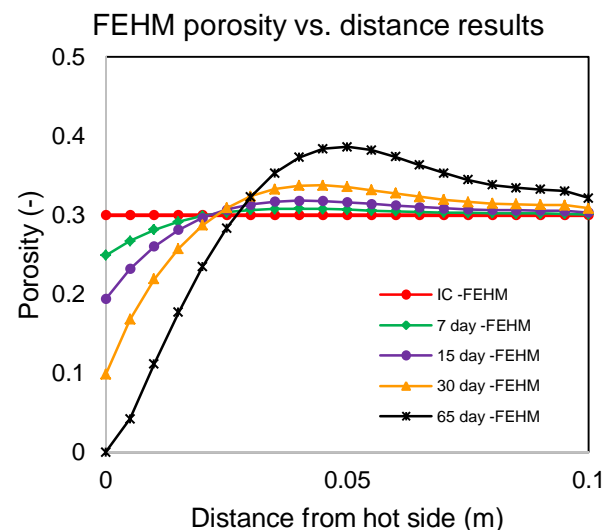 FEHM porosity vs. distance results
0.5
0.4
0.3
0.2
0.1
0
Porosity (-)
IC -FEHM
7 day -FEHM
15 day -FEHM
30 day -FEHM
65 day -FEHM
0
0.05
0.1
Distance from hot side (m)